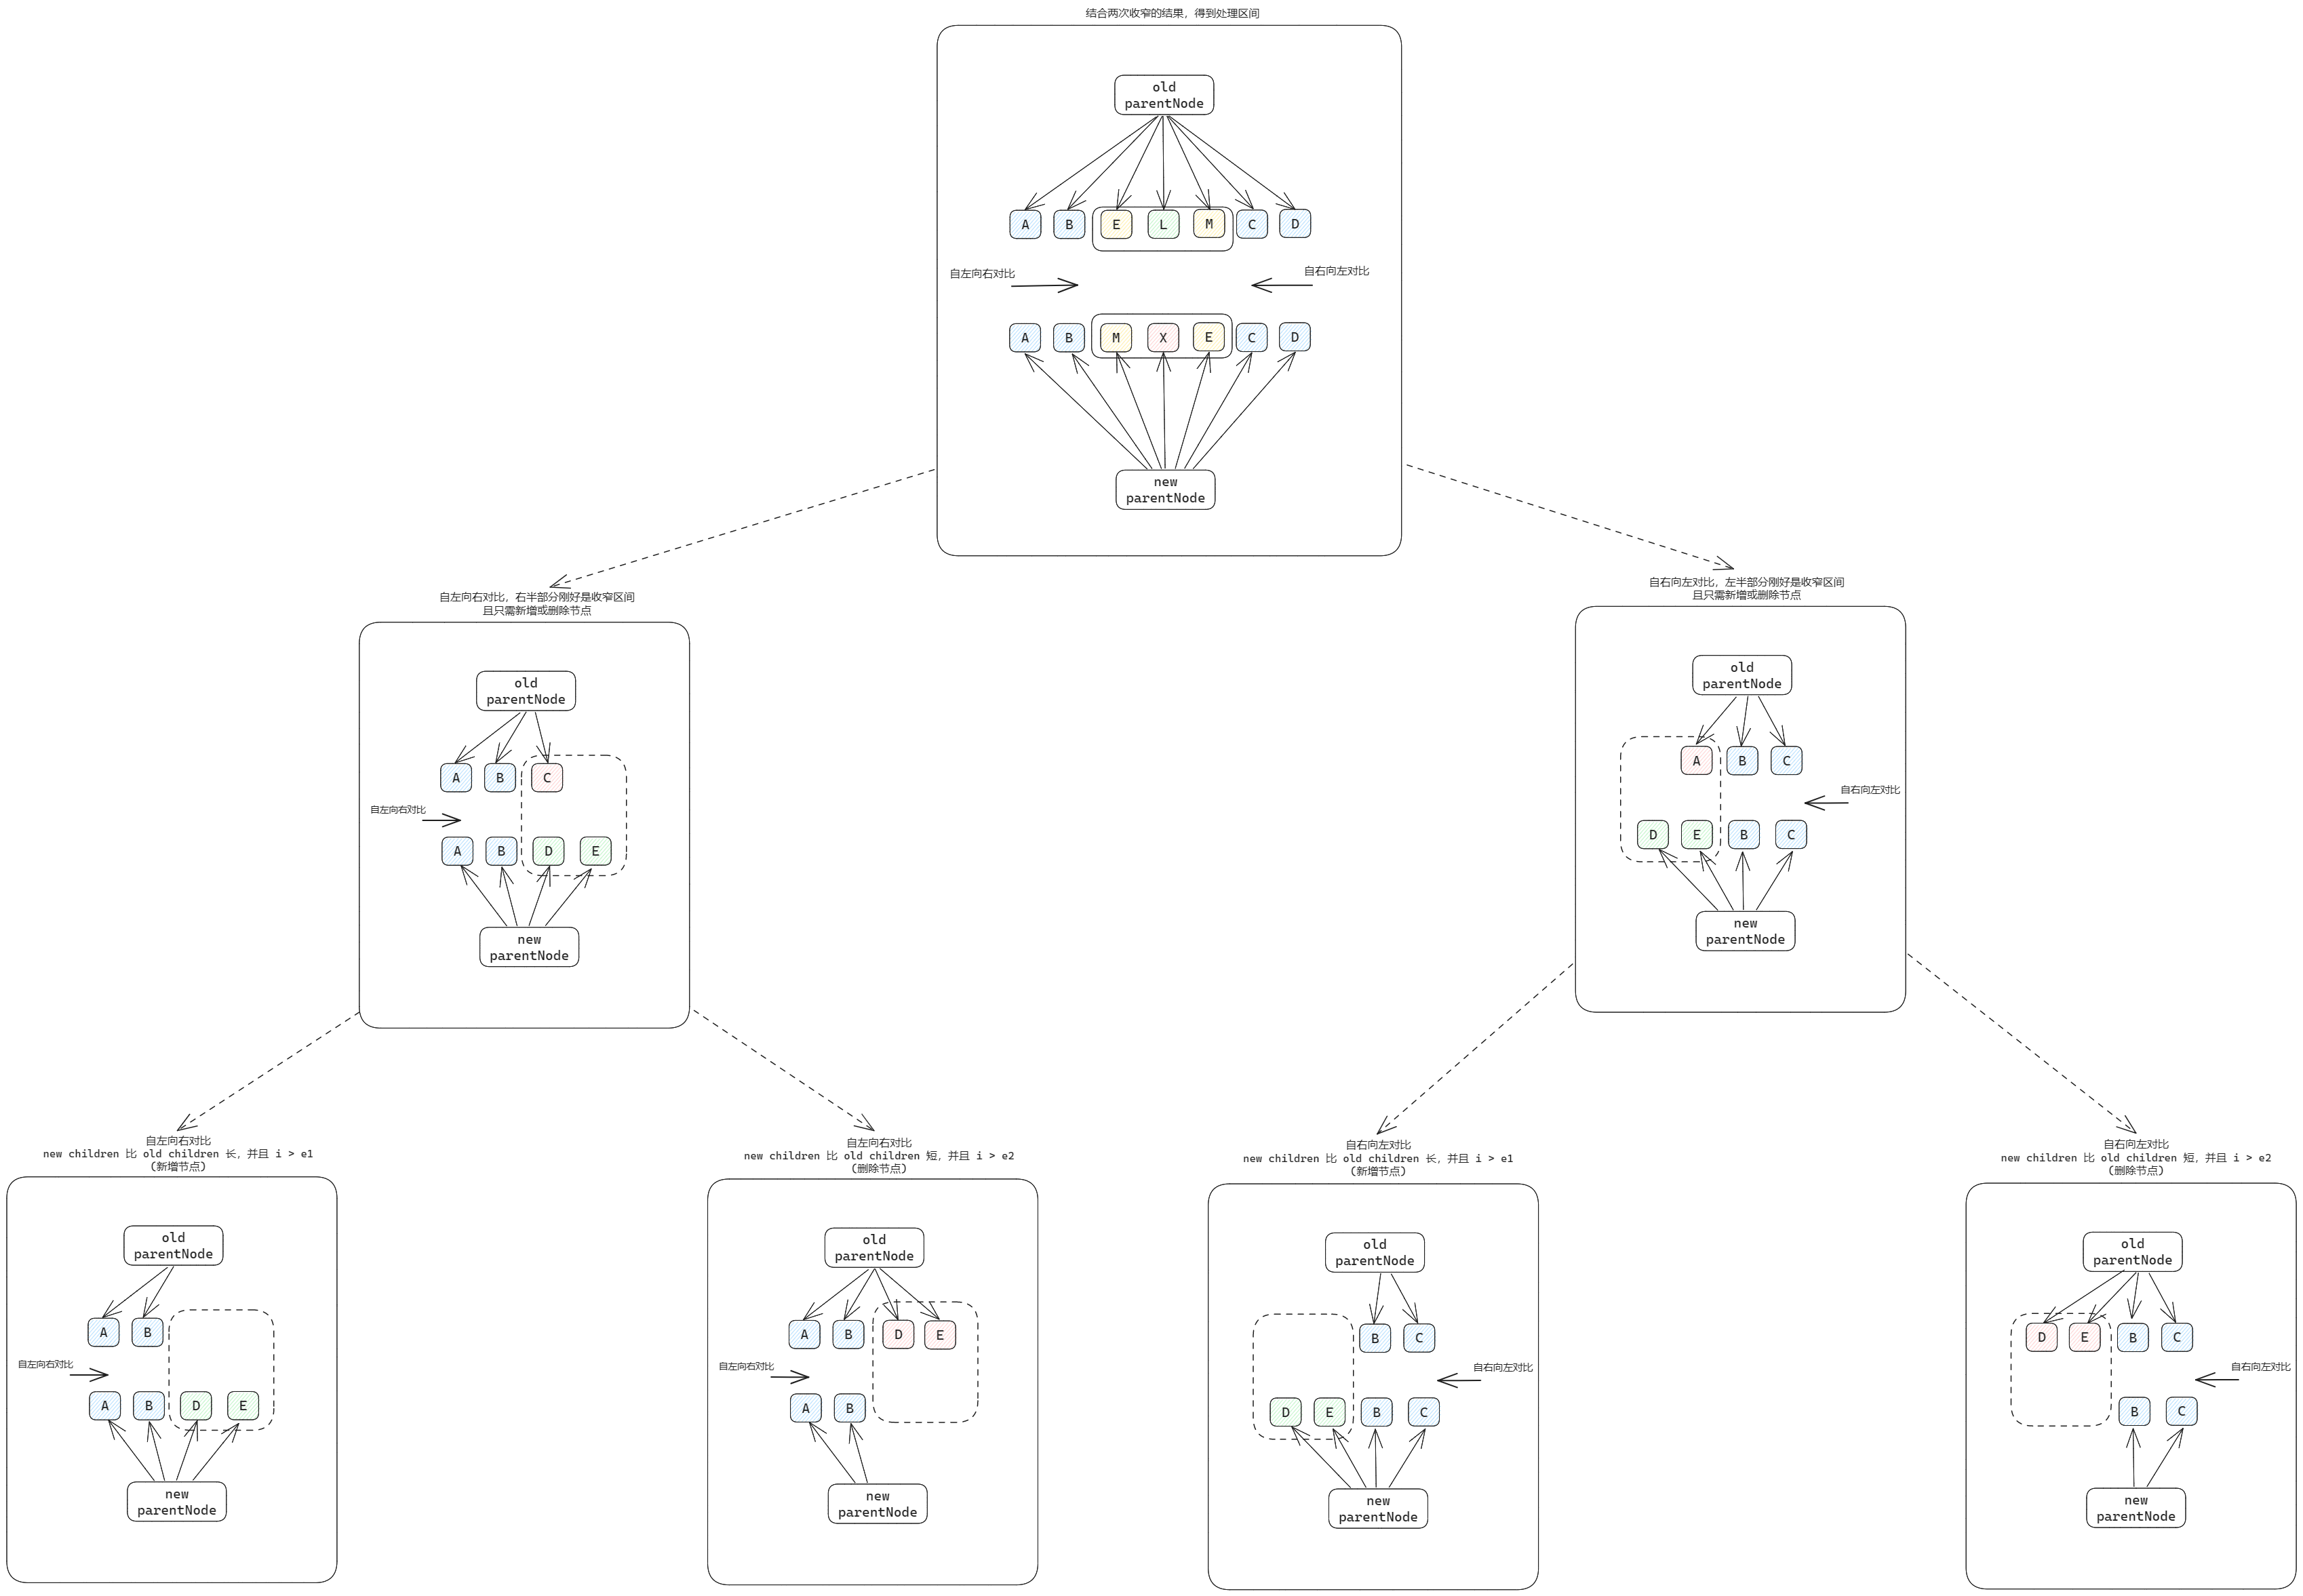 结合两次收窄的结果，得到处理区间
old
parentNode
A B E L M C D
自左向右对比
自右向左对比
A B M X E C D
new
parentNode
自左向右对比，右半部分刚好是收窄区间
且只需新增或删除节点
old
parentNode
A B C
自左向右对比
A B D E
new
parentNode
自右向左对比，左半部分刚好是收窄区间
且只需新增或删除节点
old
parentNode
A B C
自右向左对比
D E B C
new
parentNode
自左向右对比
new children 比 old children 长，并且 i > e1
(新增节点)
old
parentNode
A B
自左向右对比
A B D E
new
parentNode
自左向右对比
new children 比 old children 短，并且 i > e2
(删除节点)
old
parentNode
A B D E
自左向右对比
A B
new
parentNode
自右向左对比
new children 比 old children 长，并且 i > e1
(新增节点)
old
parentNode
B C
自右向左对比
D E B C
new
parentNode
自右向左对比
new children 比 old children 短，并且 i > e2
(删除节点)
old
parentNode
D E B C
自右向左对比
B C
new
parentNode